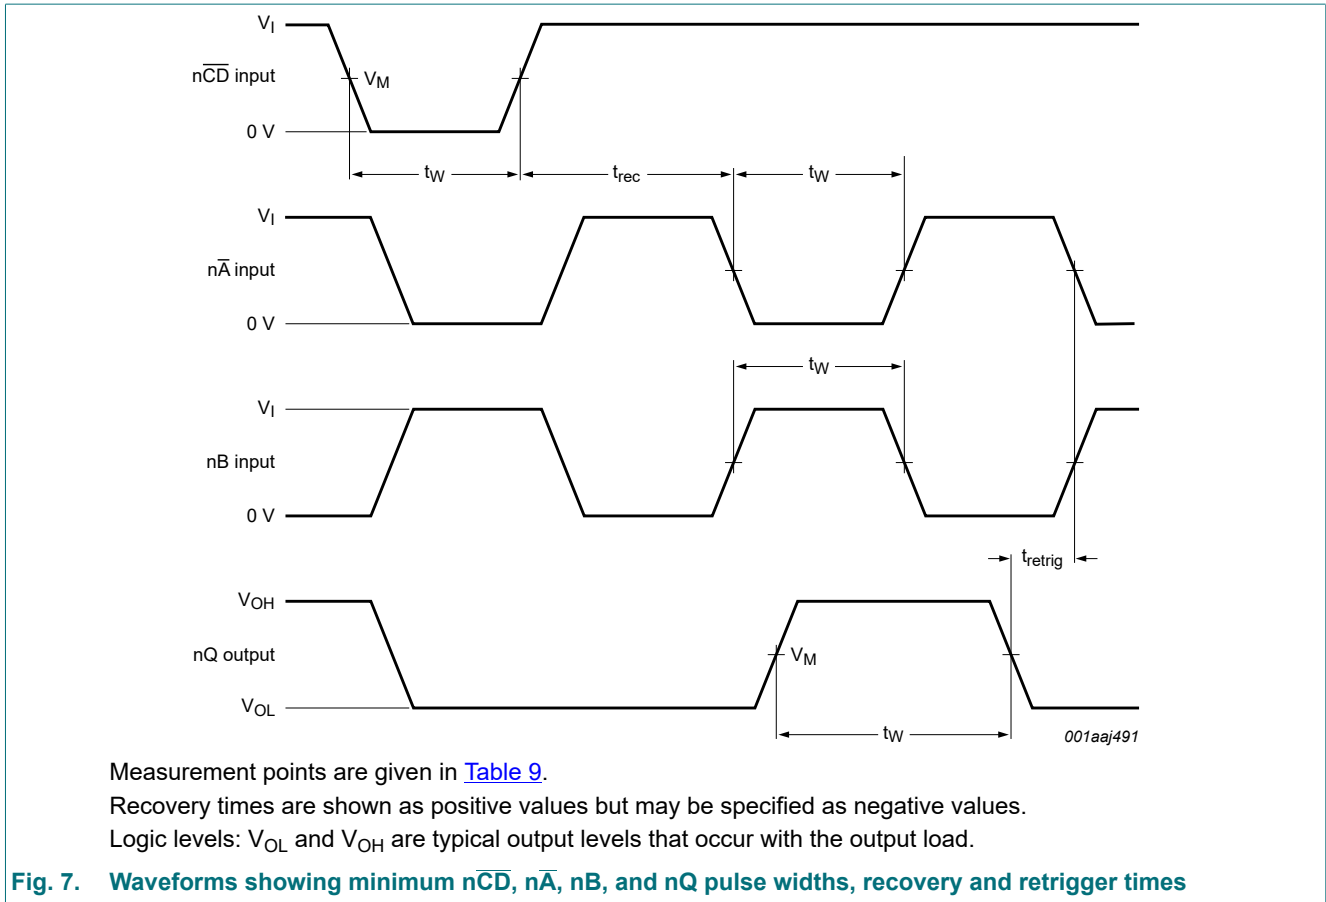 VI
nCD input
VM
0 V
tW
trec
tW
VI
nA input
0 V
tW
VI
nB input
0 V
tretrig
VOH
nQ output
VM
VOL
tW
001aaj491
Measurement points are given in Table 9.
Recovery times are shown as positive values but may be specified as negative values.
Logic levels: VOL and VOH are typical output levels that occur with the output load.
Fig. 7. Waveforms showing minimum nC̅D̅, nA̅, nB, and nQ pulse widths, recovery and retrigger times